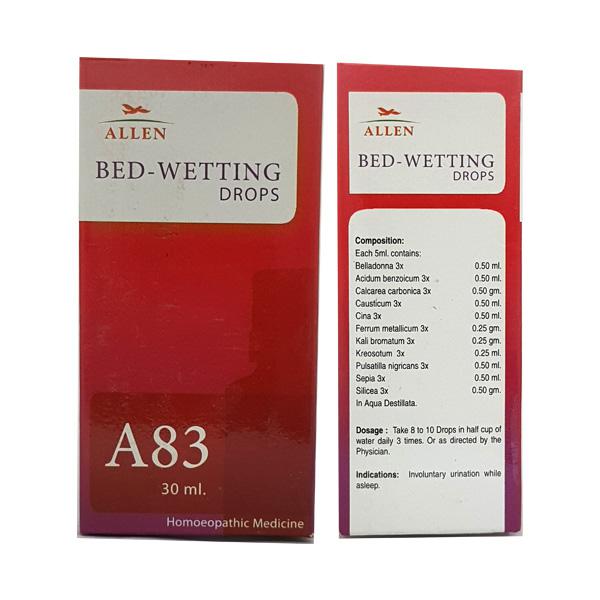 ALLEN
BED-WETTING
DROPS
A83
30 ml.
Homoeopathic Medicine
ALLEN
BED-WETTING
DROPS
Composition:
Each 5ml. contains:
Belladonna 3x 0.50 ml.
Acidum benzoicum 3x 0.50 ml.
Calcarea carbonica 3x 0.50 gm.
Causticum 3x 0.50 ml.
Cina 3x 0.50 ml.
Ferrum metallicum 3x 0.25 gm.
Kali bromatum 3x 0.25 gm.
Kreosotum 3x 0.25 ml.
Pulsatilla nigricans 3x 0.50 ml.
Sepia 3x 0.50 ml.
Silicea 3x 0.50 gm.
In Aqua Destillata.
Dosage : Take 8 to 10 Drops in half cup of
water daily 3 times. Or as directed by the
Physician.
Indications: Involuntary urination while
asleep.